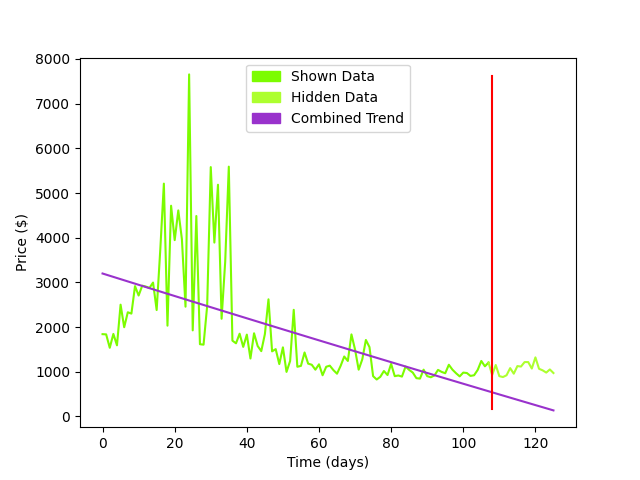 8000
7000
6000
5000
4000
3000
2000
1000
0
Price ($)
Shown Data
Hidden Data
Combined Trend
0 20 40 60 80 100 120
Time (days)